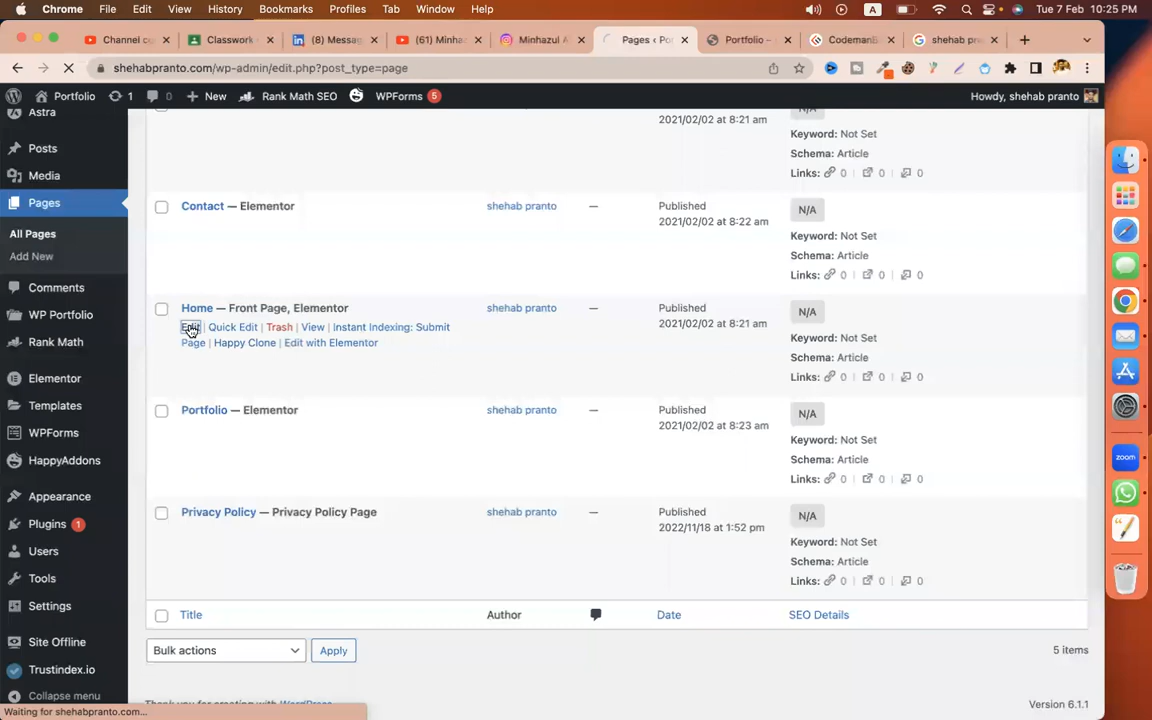 Chrome File Edit View History Bookmarks Profiles Tab Window Help A Tue 7 Feb 10:25 PM
Channel c Classwork (8) Messag (61) Minha Minhazul A Pages ‹ Po Portfolio – CodemanB shehab pr
shehabpranto.com/wp-admin/edit.php?post_type=page
Portfolio 1 0 New Rank Math SEO WPForms 5 Howdy, shehab pranto
Astra
Posts
Media
Pages
All Pages
Add New
Comments
WP Portfolio
Rank Math
Elementor
Templates
WPForms
HappyAddons
Appearance
Plugins 1
Users
Tools
Settings
Site Offline
Trustindex.io
Collapse menu
2021/02/02 at 8:21 am
N/A
Keyword: Not Set
Schema: Article
Links: 0 0 0
Contact — Elementor
shehab pranto
—
Published
2021/02/02 at 8:22 am
N/A
Keyword: Not Set
Schema: Article
Links: 0 0 0
Home — Front Page, Elementor
Edit | Quick Edit | Trash | View | Instant Indexing: Submit
Page | Happy Clone | Edit with Elementor
shehab pranto
—
Published
2021/02/02 at 8:21 am
N/A
Keyword: Not Set
Schema: Article
Links: 0 0 0
Portfolio — Elementor
shehab pranto
—
Published
2021/02/02 at 8:23 am
N/A
Keyword: Not Set
Schema: Article
Links: 0 0 0
Privacy Policy — Privacy Policy Page
shehab pranto
—
Published
2022/11/18 at 1:52 pm
N/A
Keyword: Not Set
Schema: Article
Links: 0 0 0
Title Author Date SEO Details
Bulk actions Apply 5 items
Thank you for creating with WordPress. Version 6.1.1
Waiting for shehabpranto.com...
zoom